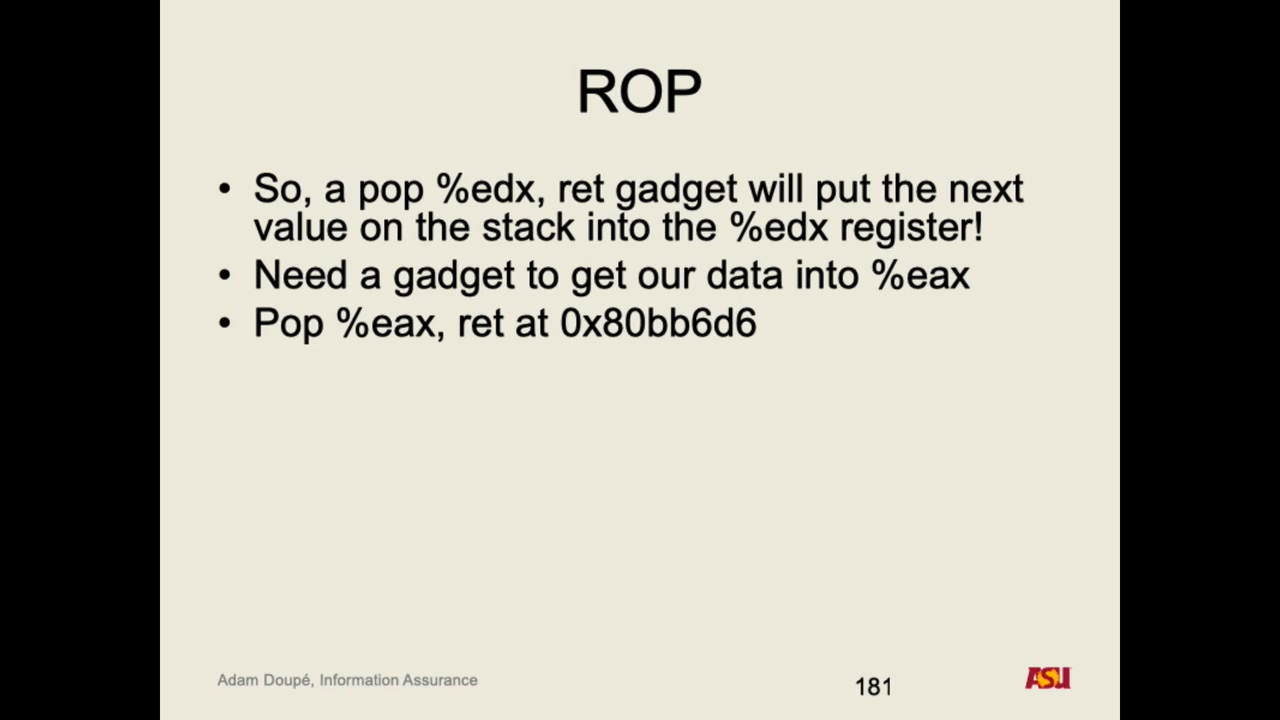 ROP
• So, a pop %edx, ret gadget will put the next
value on the stack into the %edx register!
• Need a gadget to get our data into %eax
• Pop %eax, ret at 0x80bb6d6
Adam Doupé, Information Assurance
181
ASU